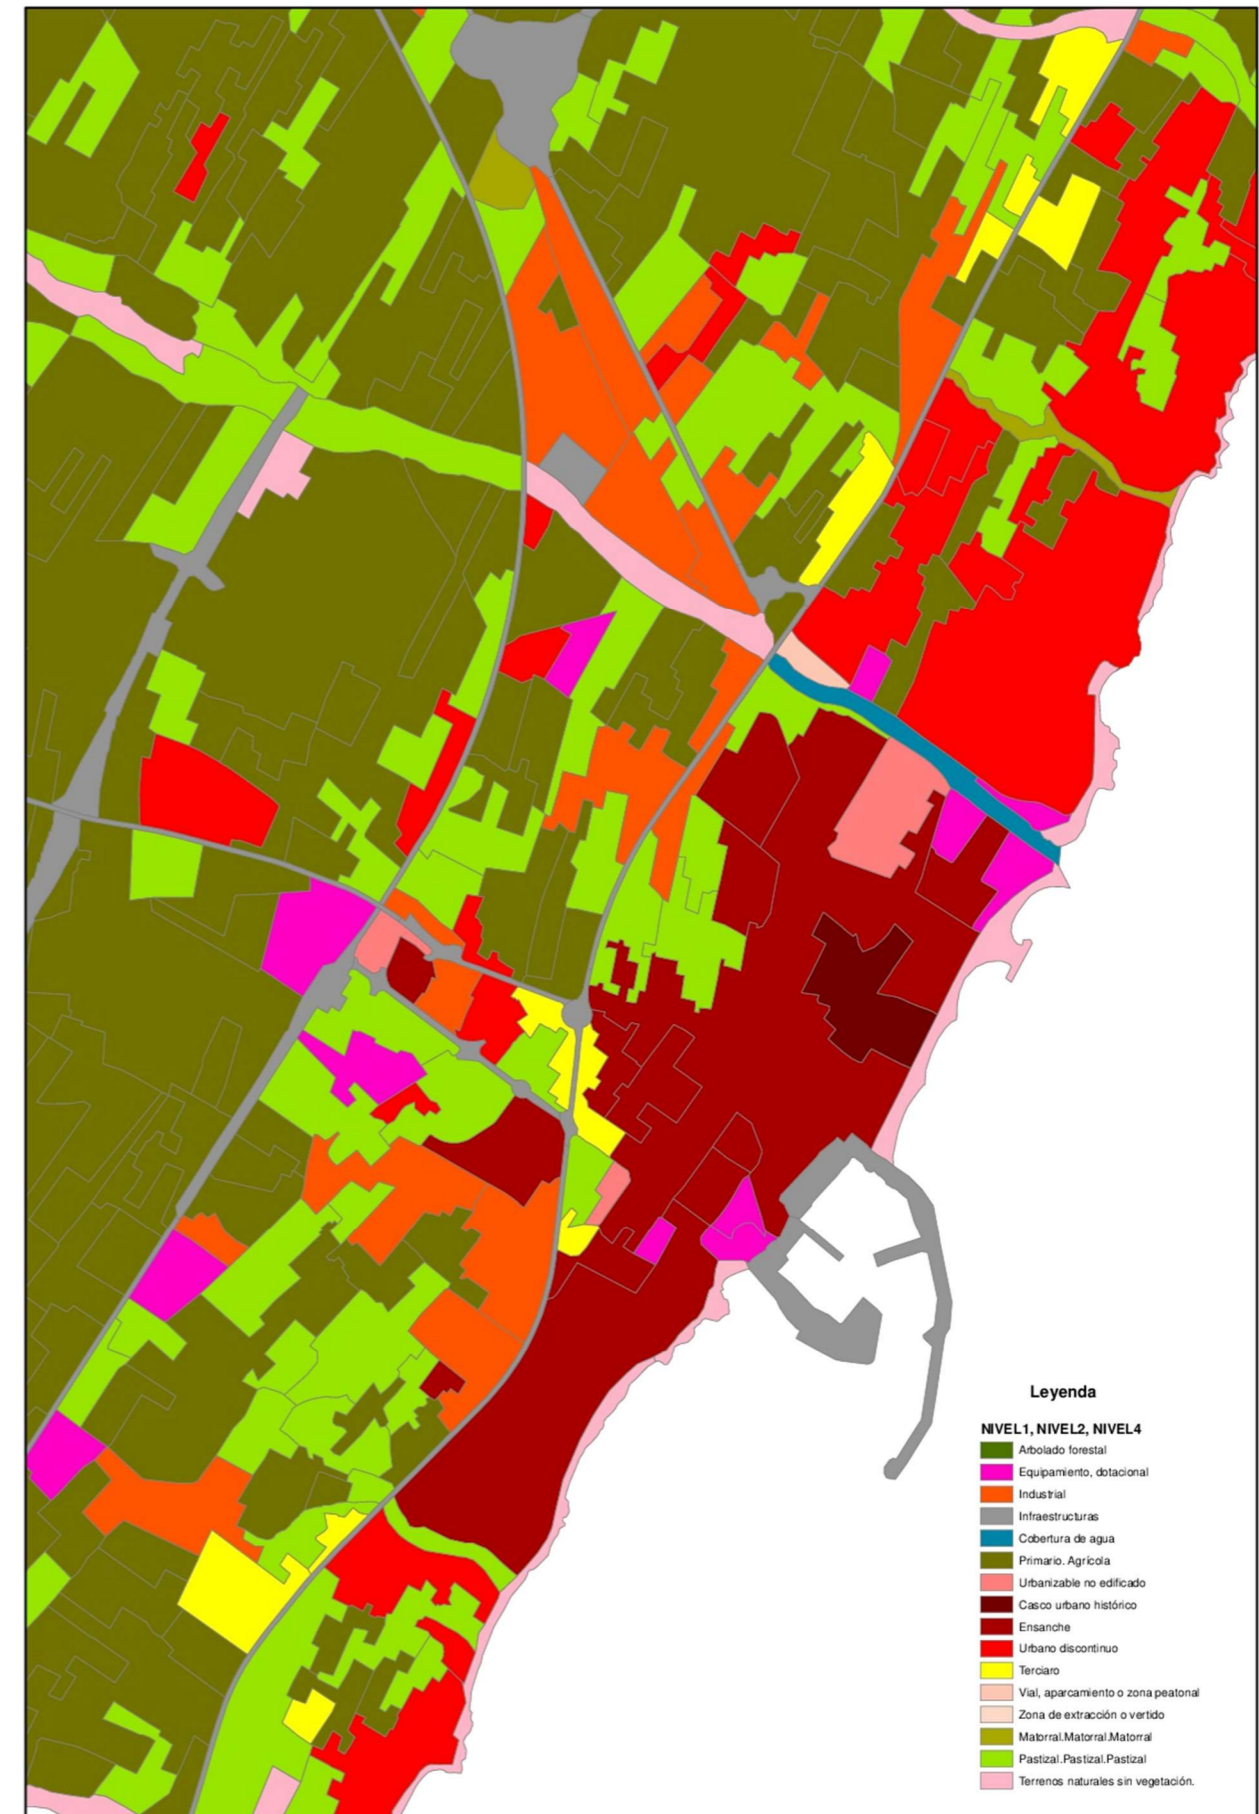 Leyenda
NIVEL1, NIVEL2, NIVEL4
Arbolado forestal
Equipamiento, dotacional
Industrial
Infraestructuras
Cobertura de agua
Primario. Agrícola
Urbanizable no edificado
Casco urbano histórico
Ensanche
Urbano discontinuo
Terciaro
Vial, aparcamiento o zona peatonal
Zona de extracción o vertido
Matorral.Matorral.Matorral
Pastizal.Pastizal.Pastizal
Terrenos naturales sin vegetación.